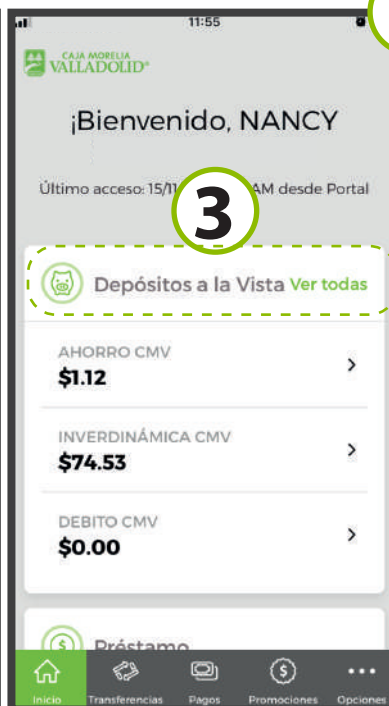 11:55
CAJA MORELIA
VALLADOLID®
¡Bienvenido, NANCY
Último acceso: 15/11 AM desde Portal
3
Depósitos a la Vista Ver todas
AHORRO CMV
$1.12
INVERDINÁMICA CMV
$74.53
DEBITO CMV
$0.00
Préstamo
Inicio Transferencias Pagos Promociones Opciones